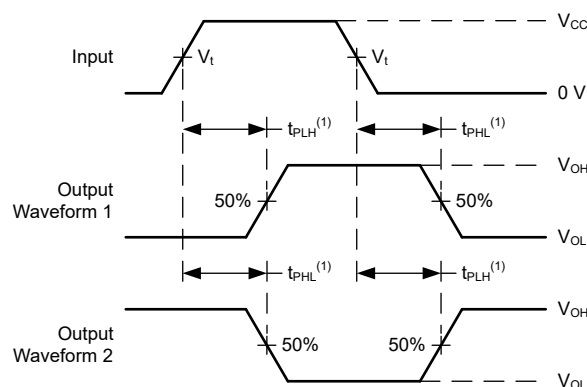 V_CC
Input
V_t
V_t
0 V
t_PLH^(1)
t_PHL^(1)
V_OH
Output
Waveform 1
50%
50%
V_OL
t_PHL^(1)
t_PLH^(1)
V_OH
Output
Waveform 2
50%
50%
V_OL